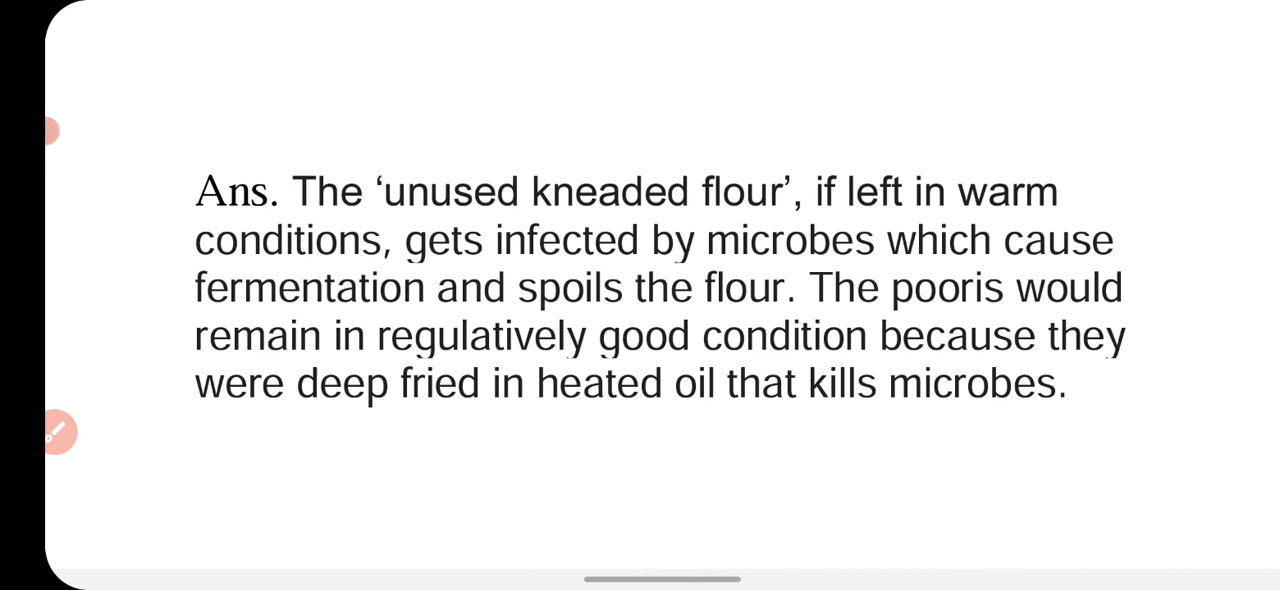 Ans. The ‘unused kneaded flour’, if left in warm
conditions, gets infected by microbes which cause
fermentation and spoils the flour. The pooris would
remain in regulatively good condition because they
were deep fried in heated oil that kills microbes.